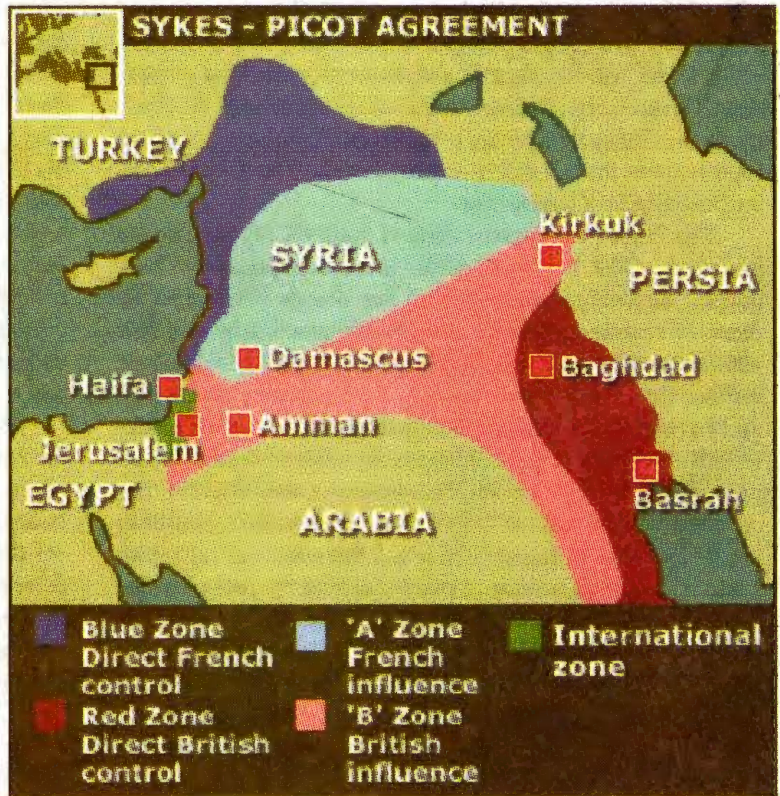 SYKES - PICOT AGREEMENT
TURKEY
Kirkuk
SYRIA
PERSIA
Damascus
Baghdad
Haifa
Amman
Jerusalem
EGYPT
Basrah
ARABIA
Blue Zone
Direct French
control
'A' Zone
French
influence
International
zone
Red Zone
Direct British
control
'B' Zone
British
influence